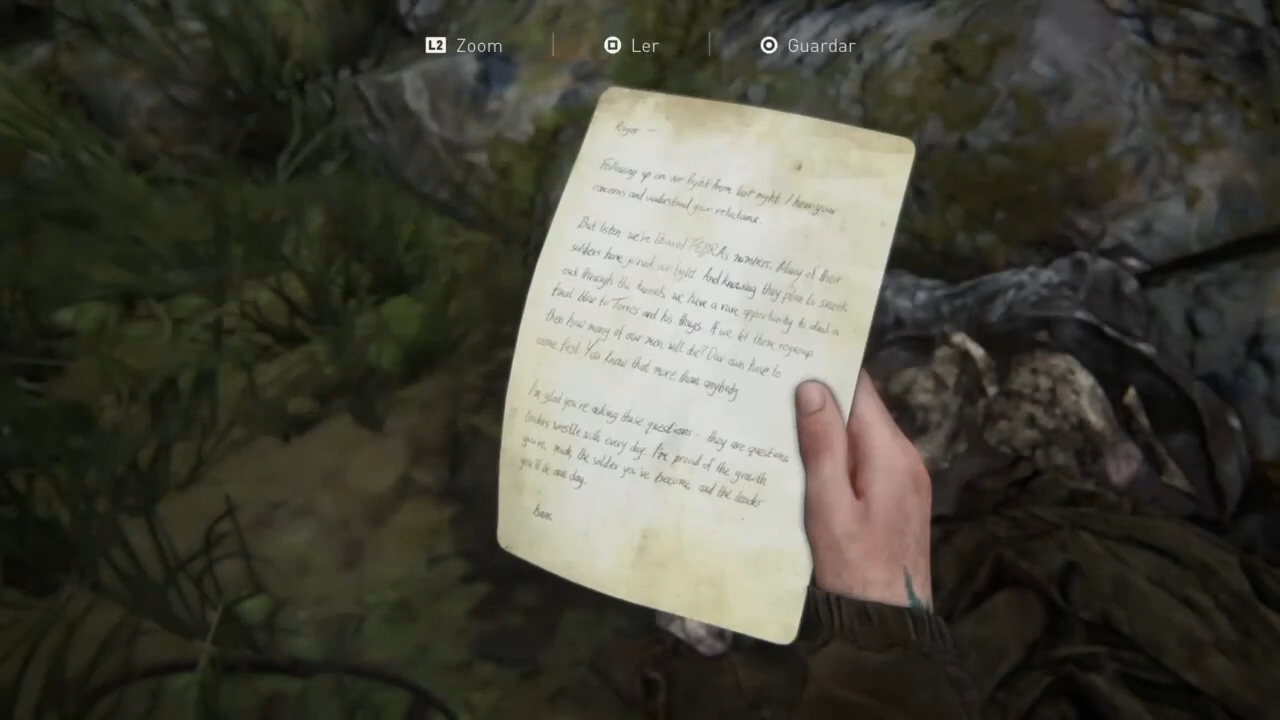 L2 Zoom
Ler
Guardar
Following up on our fight from last night. I hear your
concerns and understand your reluctance.
But listen, we've thinned FEDRA's numbers. Many of their
soldiers have joined our fight. And knowing they plan to sneak
out through the tunnels, we have a rare opportunity to deal a
final blow to Torres and his thugs. If we let them regroup
then how many of our men will die? Our own have to
come first. You know that more than anybody
I'm glad you're asking these questions - they are questions
leaders wrestle with every day. I'm proud of the growth
you've made, the soldier you've become and the leader
you'll be one day.